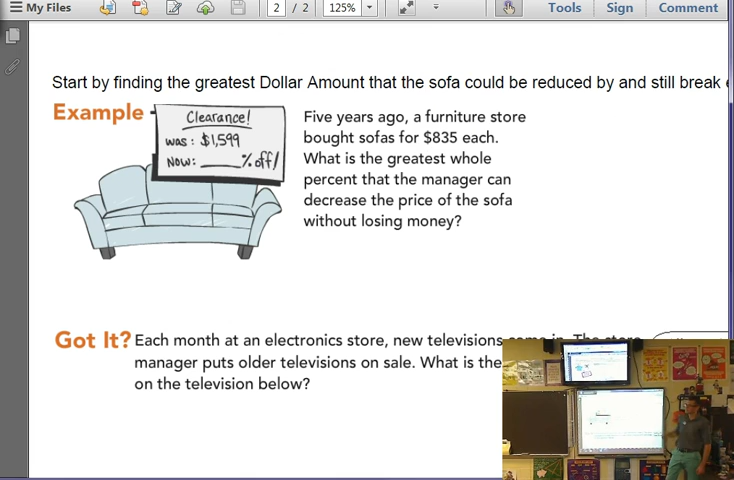 My Files
2 / 2
125%
Tools
Sign
Comment
Start by finding the greatest Dollar Amount that the sofa could be reduced by and still break
Example
Clearance!
was: $1,599
Now: ____% off!
Five years ago, a furniture store
bought sofas for $835 each.
What is the greatest whole
percent that the manager can
decrease the price of the sofa
without losing money?
Got It? Each month at an electronics store, new televisions
manager puts older televisions on sale. What is the
on the television below?